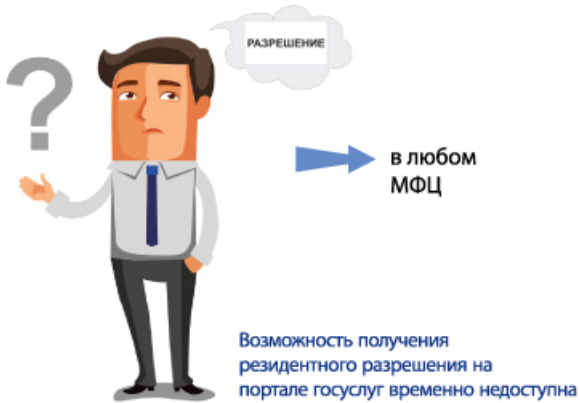 ?
РАЗРЕШЕНИЕ
в любом
МФЦ
Возможность получения
резидентного разрешения на
портале госуслуг временно недоступна